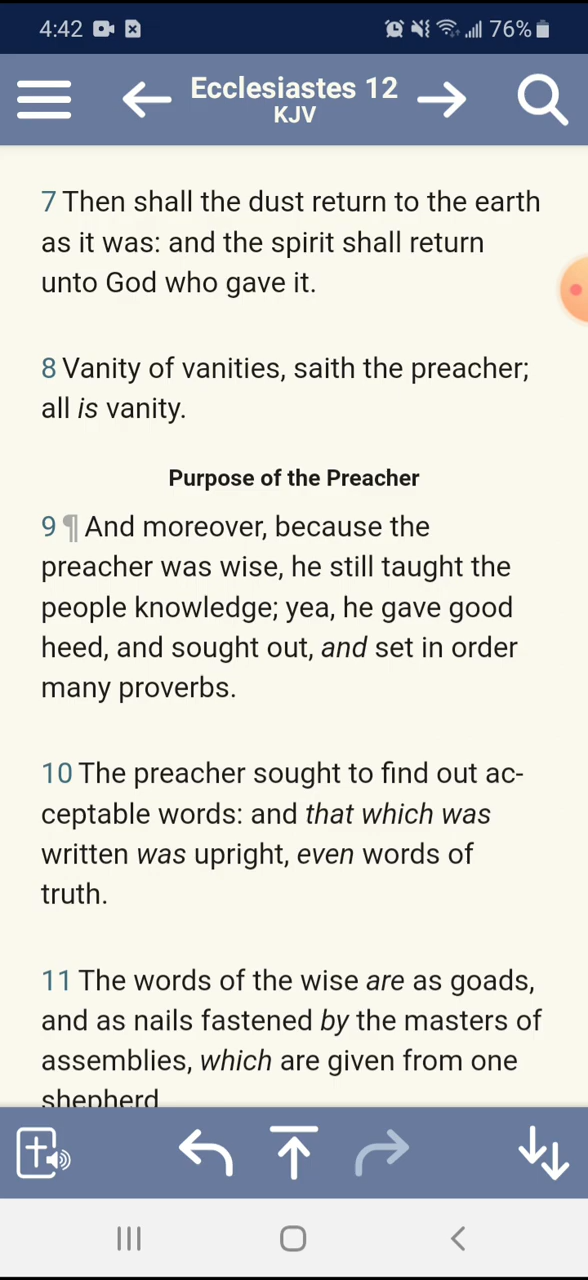 4:42
76%
Ecclesiastes 12
KJV
7 Then shall the dust return to the earth
as it was: and the spirit shall return
unto God who gave it.
8 Vanity of vanities, saith the preacher;
all is vanity.
Purpose of the Preacher
9 ¶ And moreover, because the
preacher was wise, he still taught the
people knowledge; yea, he gave good
heed, and sought out, and set in order
many proverbs.
10 The preacher sought to find out ac-
ceptable words: and that which was
written was upright, even words of
truth.
11 The words of the wise are as goads,
and as nails fastened by the masters of
assemblies, which are given from one
shepherd